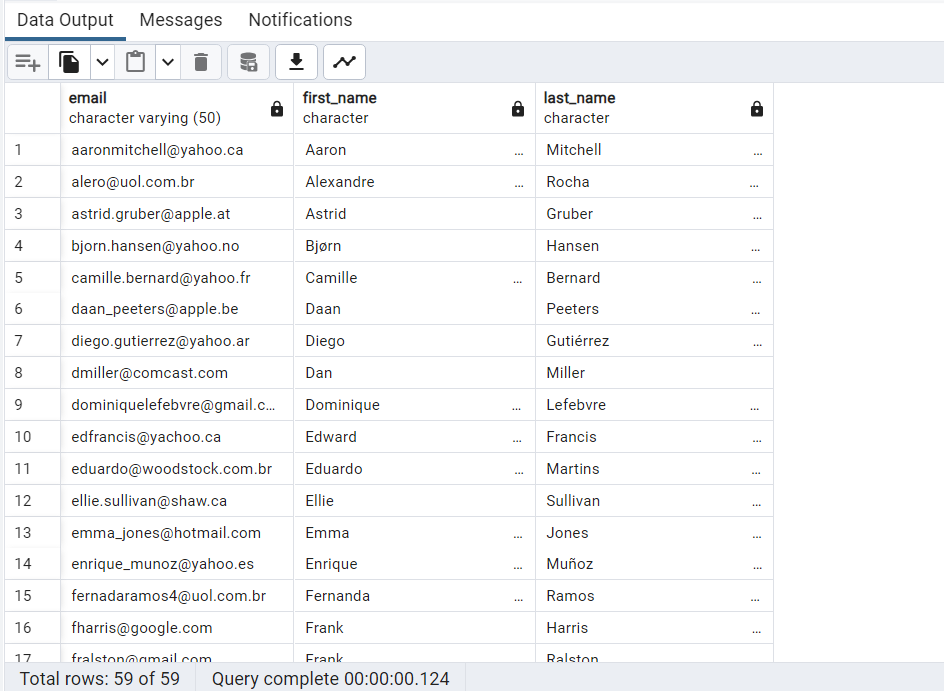 Data Output Messages Notifications
email first_name last_name
character varying (50) character character
1 aaronmitchell@yahoo.ca Aaron ... Mitchell ...
2 alero@uol.com.br Alexandre ... Rocha ...
3 astrid.gruber@apple.at Astrid Gruber ...
4 bjorn.hansen@yahoo.no Bjørn Hansen ...
5 camille.bernard@yahoo.fr Camille ... Bernard ...
6 daan_peeters@apple.be Daan Peeters ...
7 diego.gutierrez@yahoo.ar Diego Gutiérrez ...
8 dmiller@comcast.com Dan Miller
9 dominiquelefebvre@gmail.c... Dominique ... Lefebvre ...
10 edfrancis@yachoo.ca Edward ... Francis ...
11 eduardo@woodstock.com.br Eduardo ... Martins ...
12 ellie.sullivan@shaw.ca Ellie Sullivan ...
13 emma_jones@hotmail.com Emma ... Jones ...
14 enrique_munoz@yahoo.es Enrique ... Muñoz ...
15 fernadaramos4@uol.com.br Fernanda ... Ramos ...
16 fharris@google.com Frank Harris ...
17 fralston@gmail.com Frank Ralston
Total rows: 59 of 59 Query complete 00:00:00.124